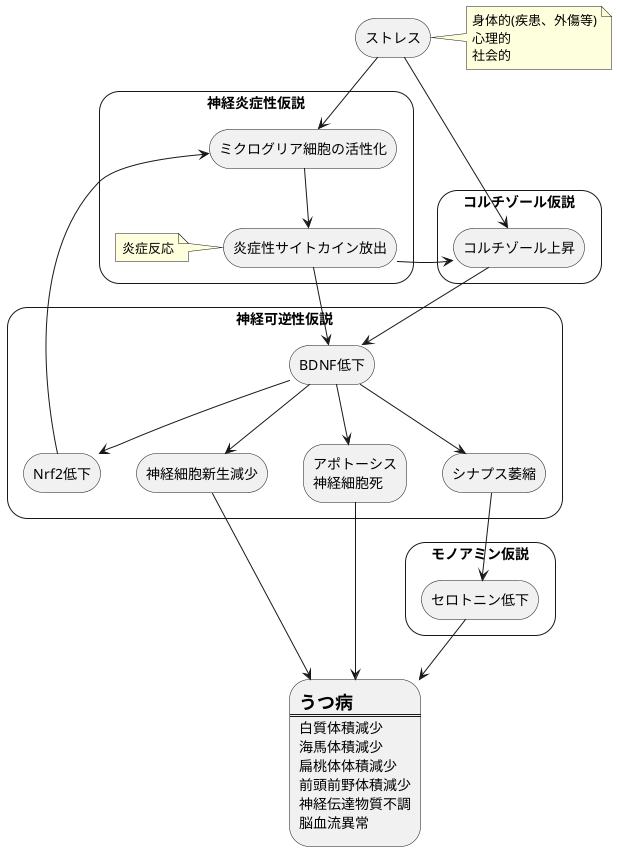 ストレス
身体的(疾患、外傷等)
心理的
社会的
神経炎症性仮説
ミクログリア細胞の活性化
コルチゾール仮説
炎症反応
炎症性サイトカイン放出
コルチゾール上昇
神経可逆性仮説
BDNF低下
Nrf2低下
神経細胞新生減少
アポトーシス
神経細胞死
シナプス萎縮
モノアミン仮説
セロトニン低下
うつ病
白質体積減少
海馬体積減少
扁桃体体積減少
前頭前野体積減少
神経伝達物質不調
脳血流異常